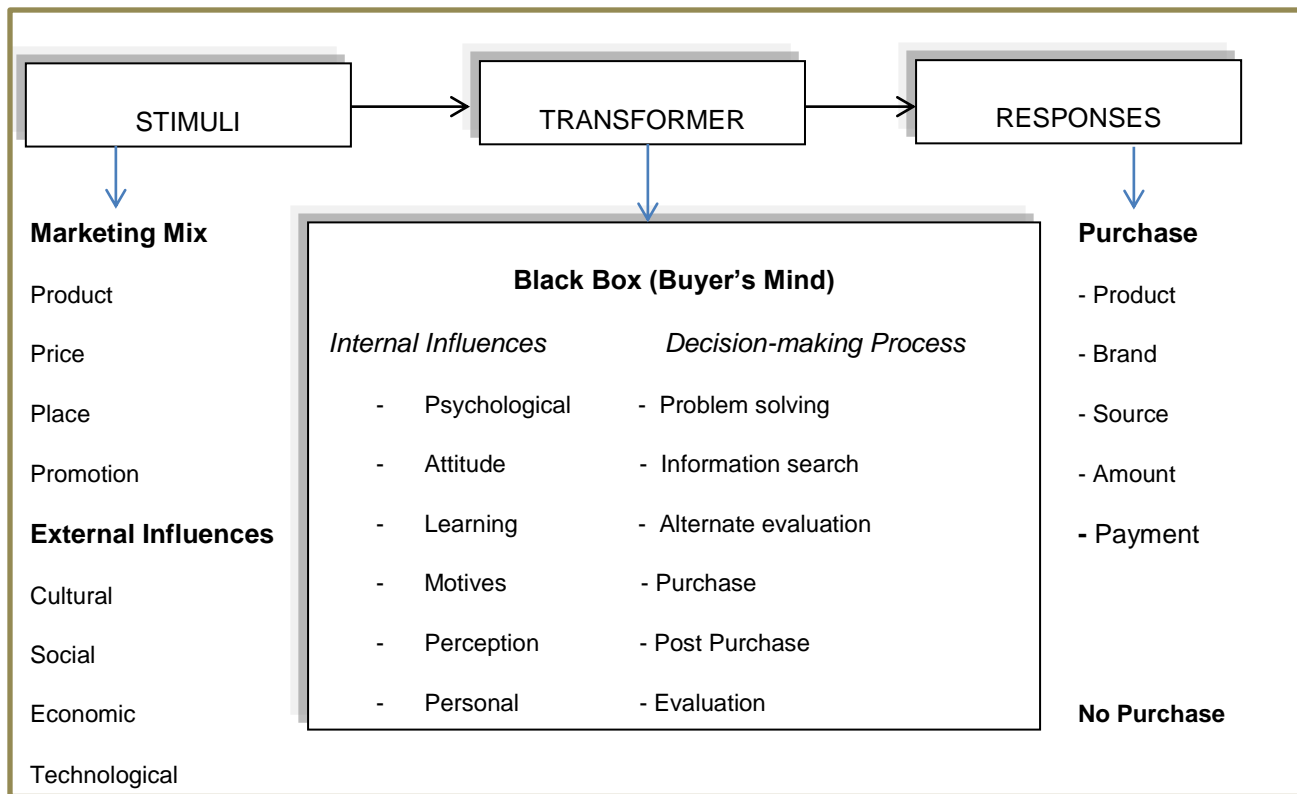 STIMULI
TRANSFORMER
RESPONSES
Marketing Mix
Product
Price
Place
Promotion
External Influences
Cultural
Social
Economic
Technological
Black Box (Buyer’s Mind)
Internal Influences Decision-making Process
- Psychological - Problem solving
- Attitude - Information search
- Learning - Alternate evaluation
- Motives - Purchase
- Perception - Post Purchase
- Personal - Evaluation
Purchase
- Product
- Brand
- Source
- Amount
- Payment
No Purchase